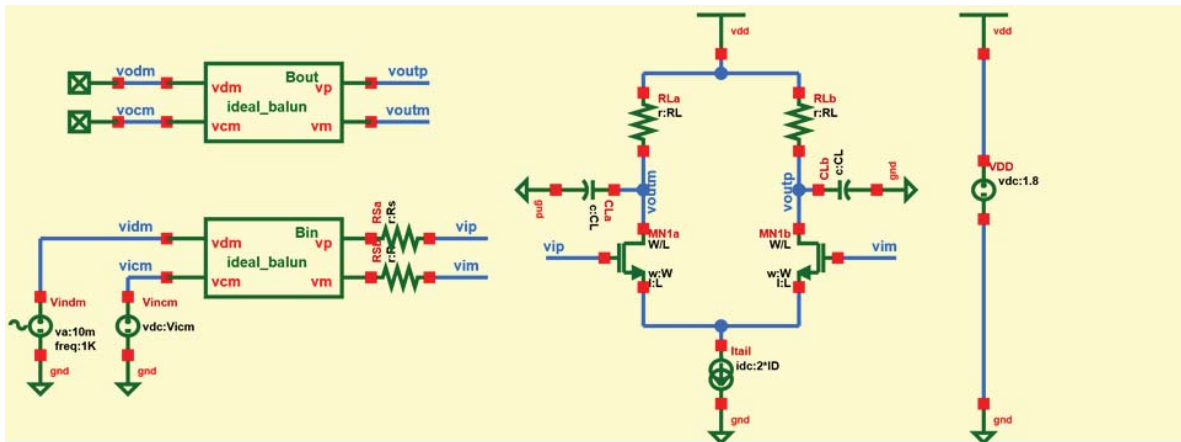 vodm
vocm
vdm
vcm
Bout
vp
ideal_balun
vm
voutp
voutm
vidm
vicm
vdm
vcm
Bin
vp
ideal_balun
vm
RSa
r:Rs
vip
vim
Vindm
va:10m
freq:1K
gnd
Vincm
vdc:Vicm
gnd
vdd
RLa
r:RL
RLb
r:RL
gnd
c:CL
CLa
voutm
voutp
CLb
c:CL
gnd
vip
MN1a
W/L
w:W
l:L
MN1b
W/L
w:W
l:L
vim
Itail
idc:2*ID
gnd
vdd
VDD
vdc:1.8
gnd